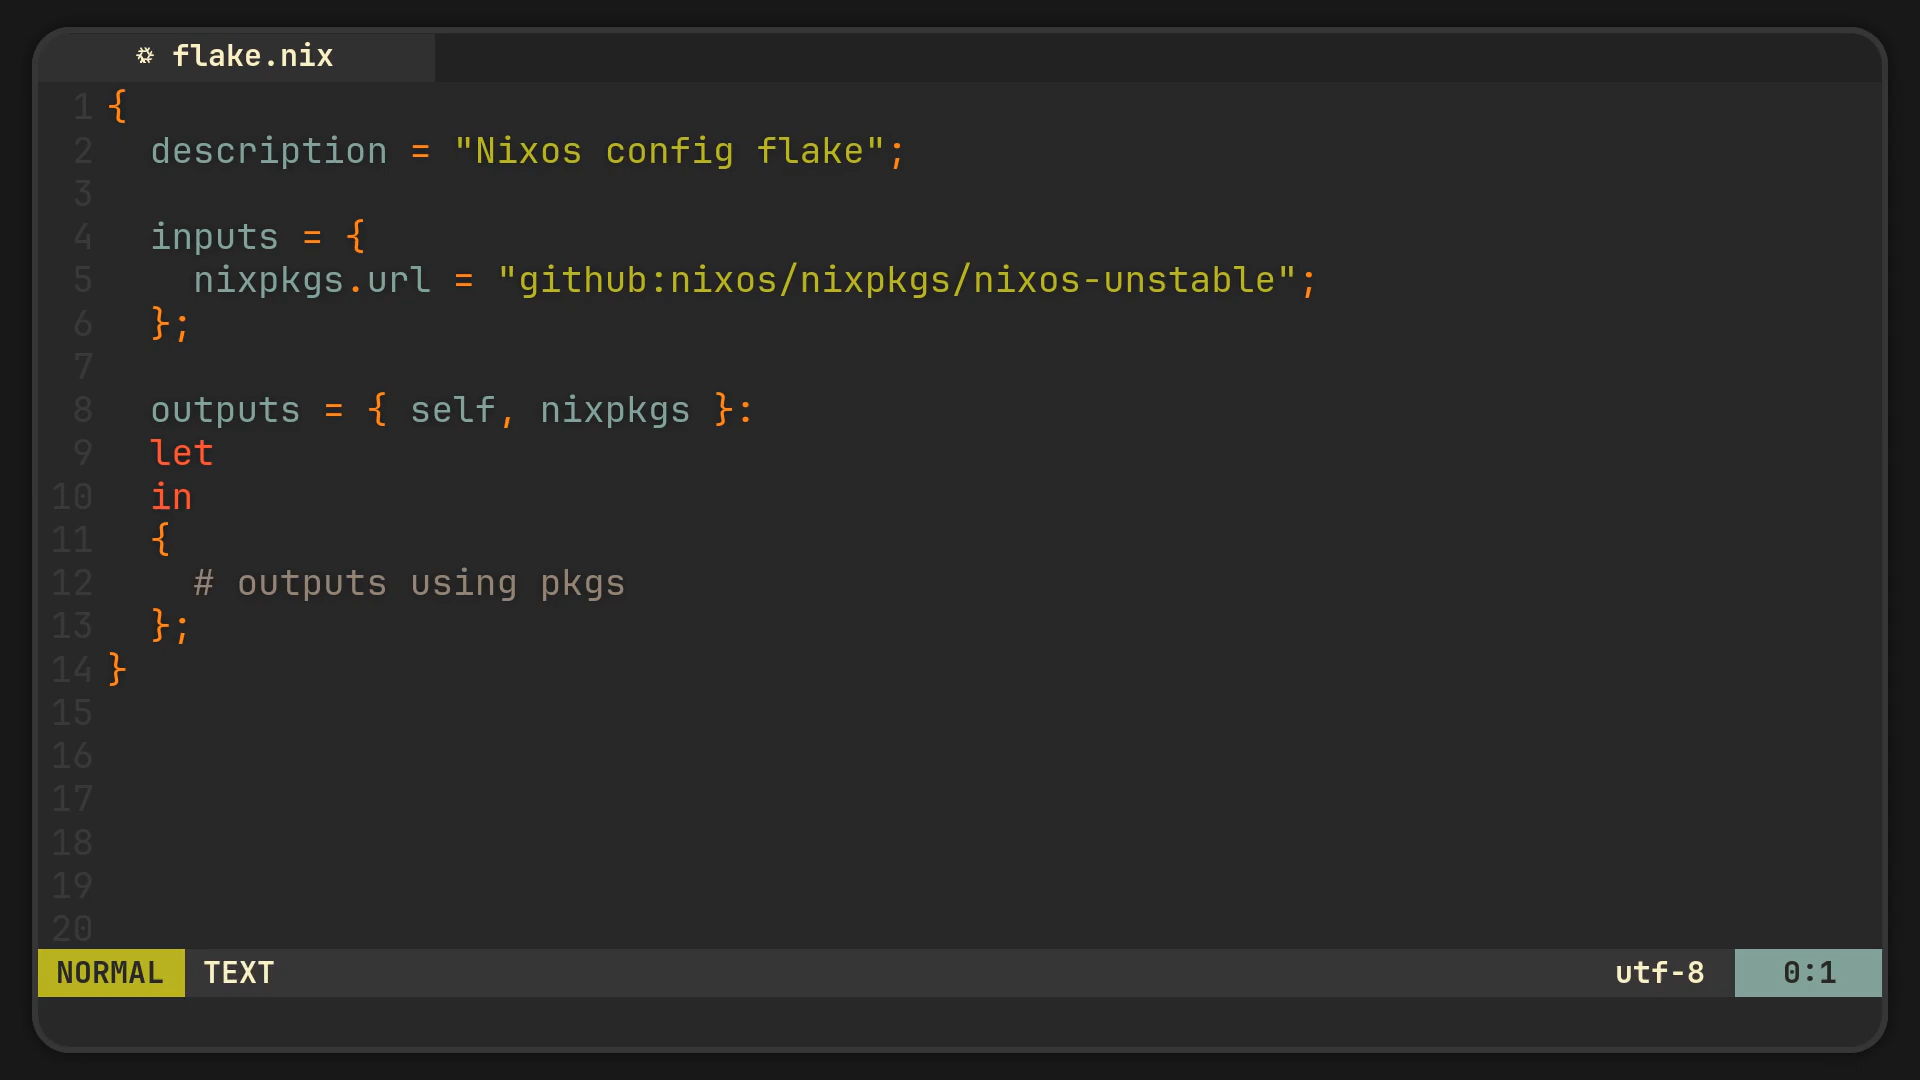 flake.nix
1 {
2   description = "Nixos config flake";
3
4   inputs = {
5     nixpkgs.url = "github:nixos/nixpkgs/nixos-unstable";
6   };
7
8   outputs = { self, nixpkgs }:
9   let
10   in
11   {
12     # outputs using pkgs
13   };
14 }
15
16
17
18
19
20
NORMAL TEXT utf-8 0:1